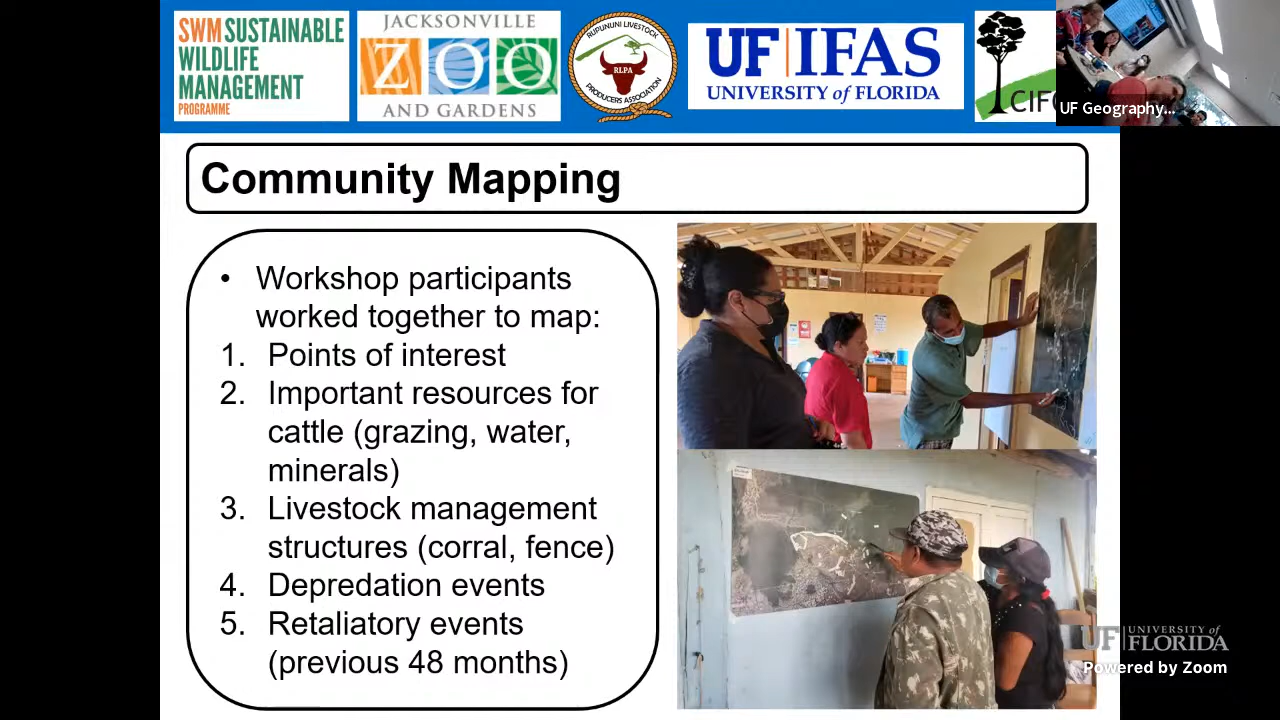 SWM SUSTAINABLE
WILDLIFE
MANAGEMENT
PROGRAMME
JACKSONVILLE
ZOO
AND GARDENS
RUPUNUNI LIVESTOCK
RLPA
PRODUCERS ASSOCIATION
UF|IFAS
UNIVERSITY of FLORIDA
UF Geography...
Community Mapping
• Workshop participants
worked together to map:
1. Points of interest
2. Important resources for
cattle (grazing, water,
minerals)
3. Livestock management
structures (corral, fence)
4. Depredation events
5. Retaliatory events
(previous 48 months)
UF UNIVERSITY of
FLORIDA
Powered by Zoom